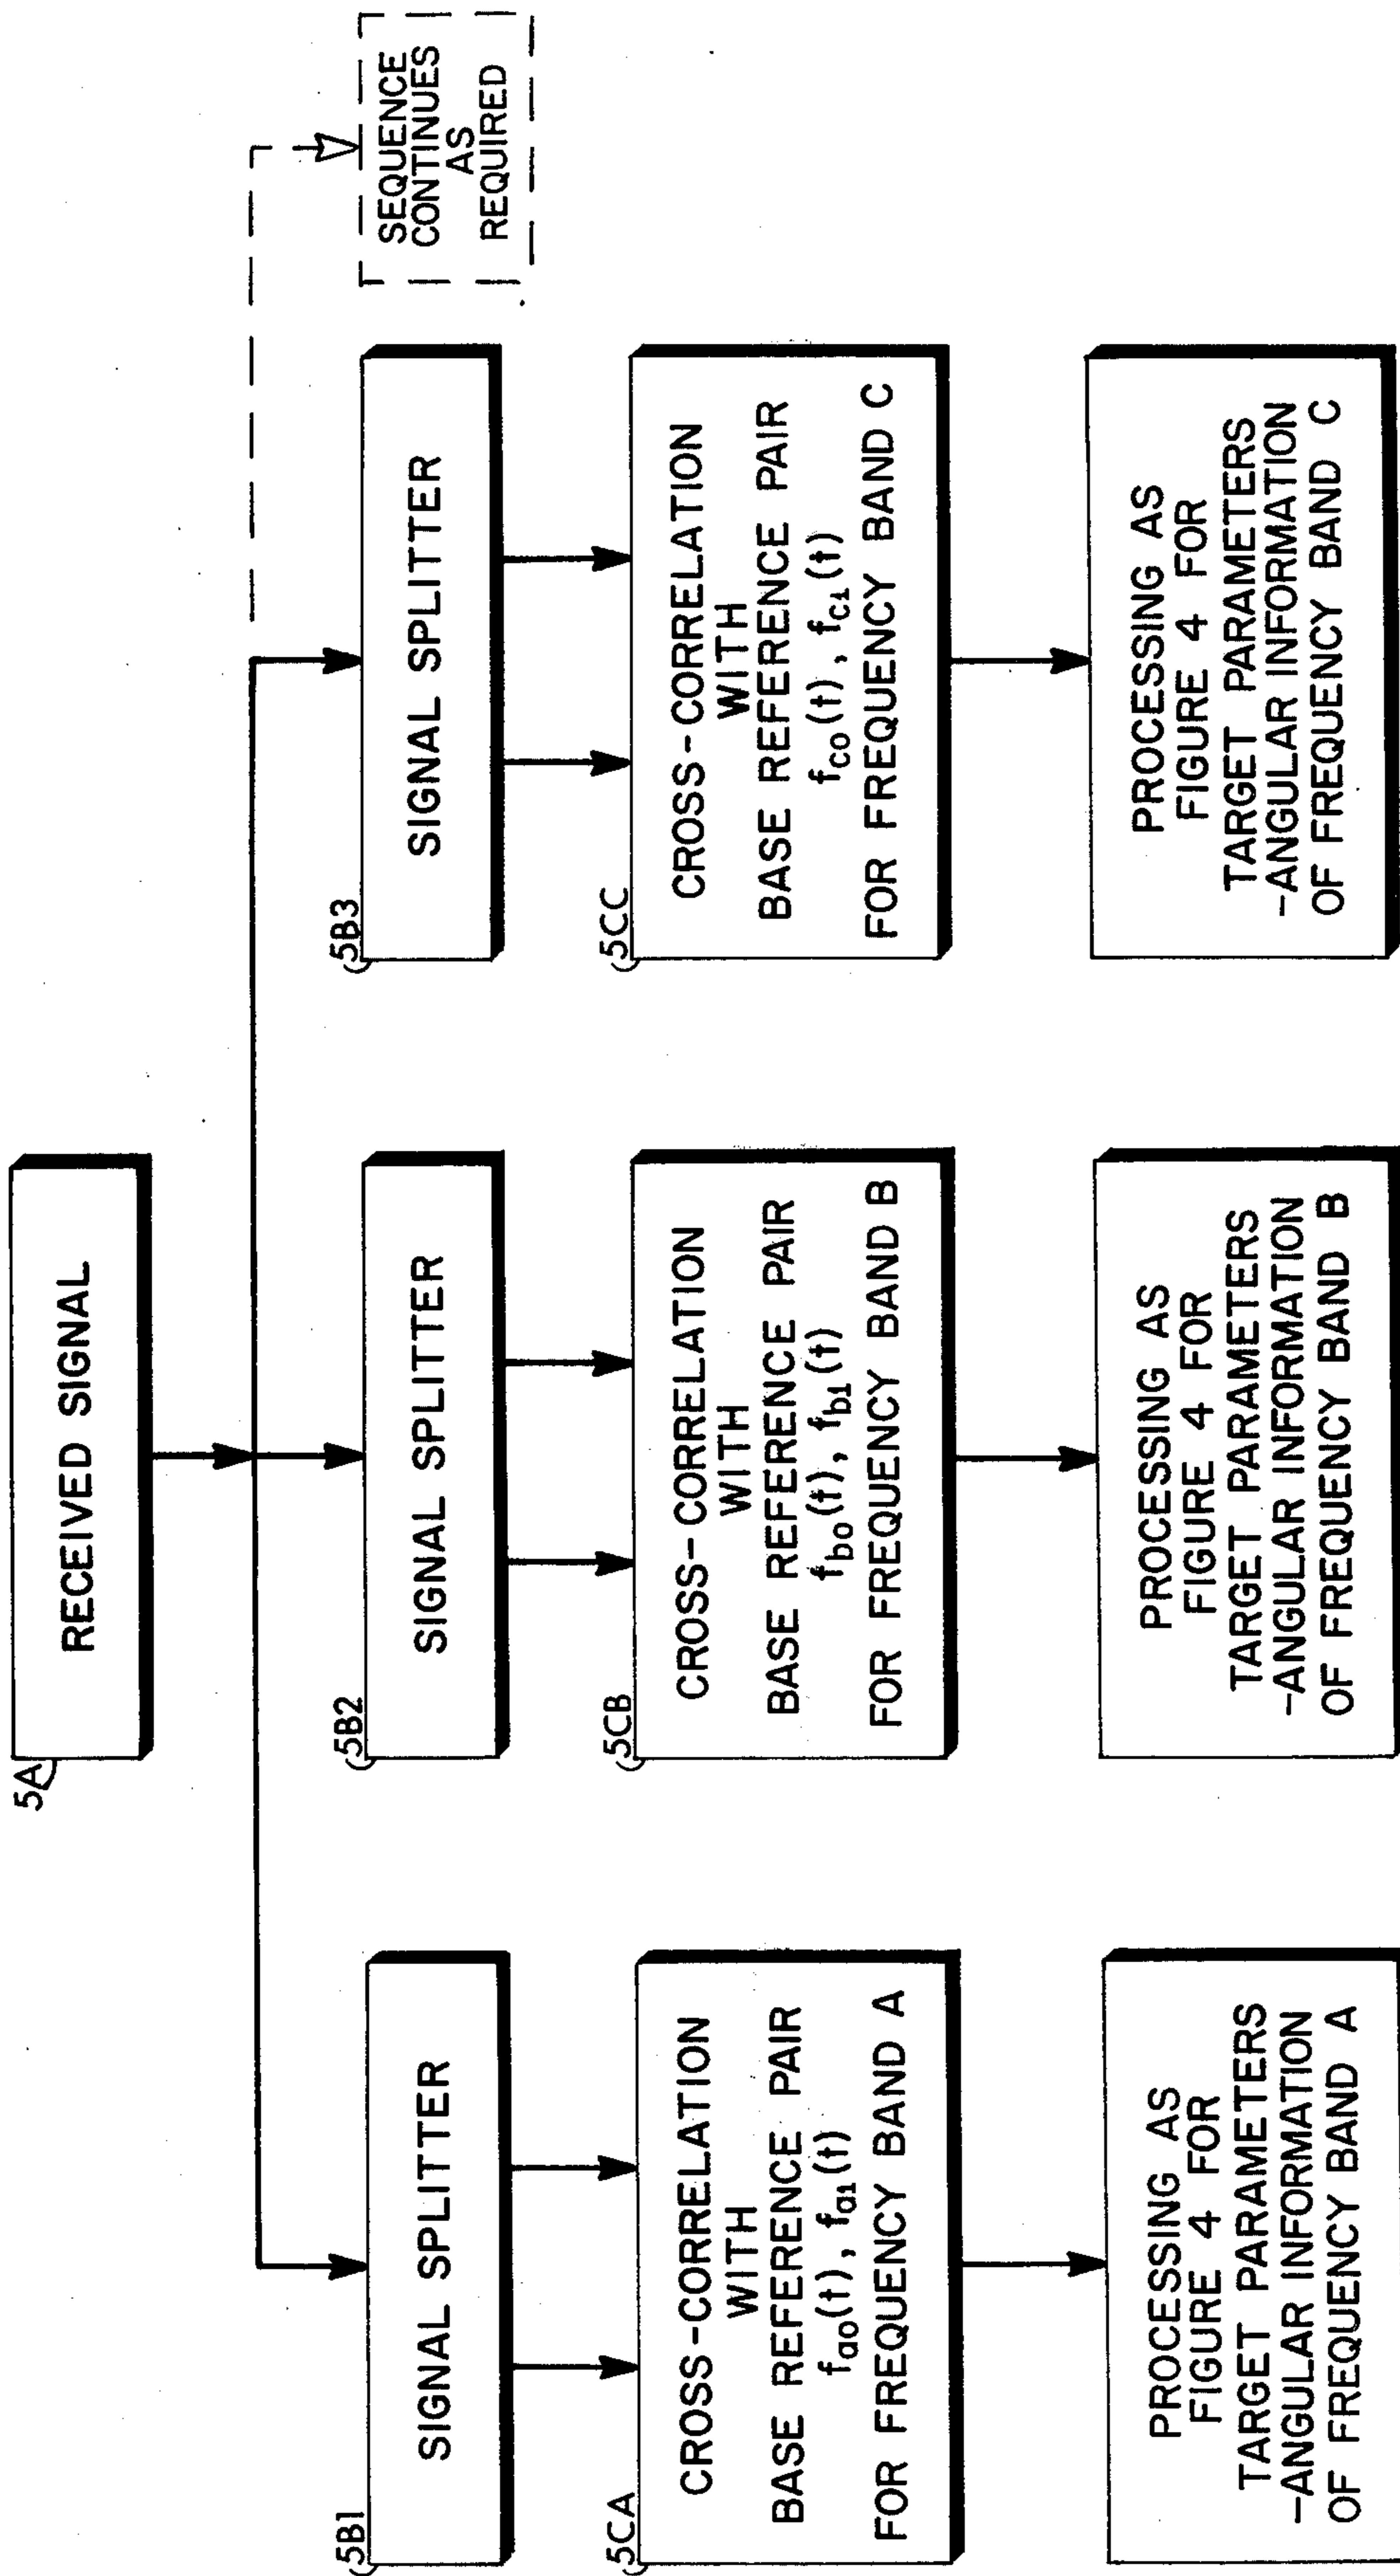 5A
RECEIVED SIGNAL
SEQUENCE
CONTINUES
AS
REQUIRED
5B1
SIGNAL SPLITTER
5B2
SIGNAL SPLITTER
5B3
SIGNAL SPLITTER
5CA
CROSS-CORRELATION
WITH
BASE REFERENCE PAIR
fao(t), fa1(t)
FOR FREQUENCY BAND A
5CB
CROSS-CORRELATION
WITH
BASE REFERENCE PAIR
fbo(t), fb1(t)
FOR FREQUENCY BAND B
5CC
CROSS-CORRELATION
WITH
BASE REFERENCE PAIR
fco(t), fc1(t)
FOR FREQUENCY BAND C
PROCESSING AS
FIGURE 4 FOR
TARGET PARAMETERS
-ANGULAR INFORMATION
OF FREQUENCY BAND A
PROCESSING AS
FIGURE 4 FOR
TARGET PARAMETERS
-ANGULAR INFORMATION
OF FREQUENCY BAND B
PROCESSING AS
FIGURE 4 FOR
TARGET PARAMETERS
-ANGULAR INFORMATION
OF FREQUENCY BAND C